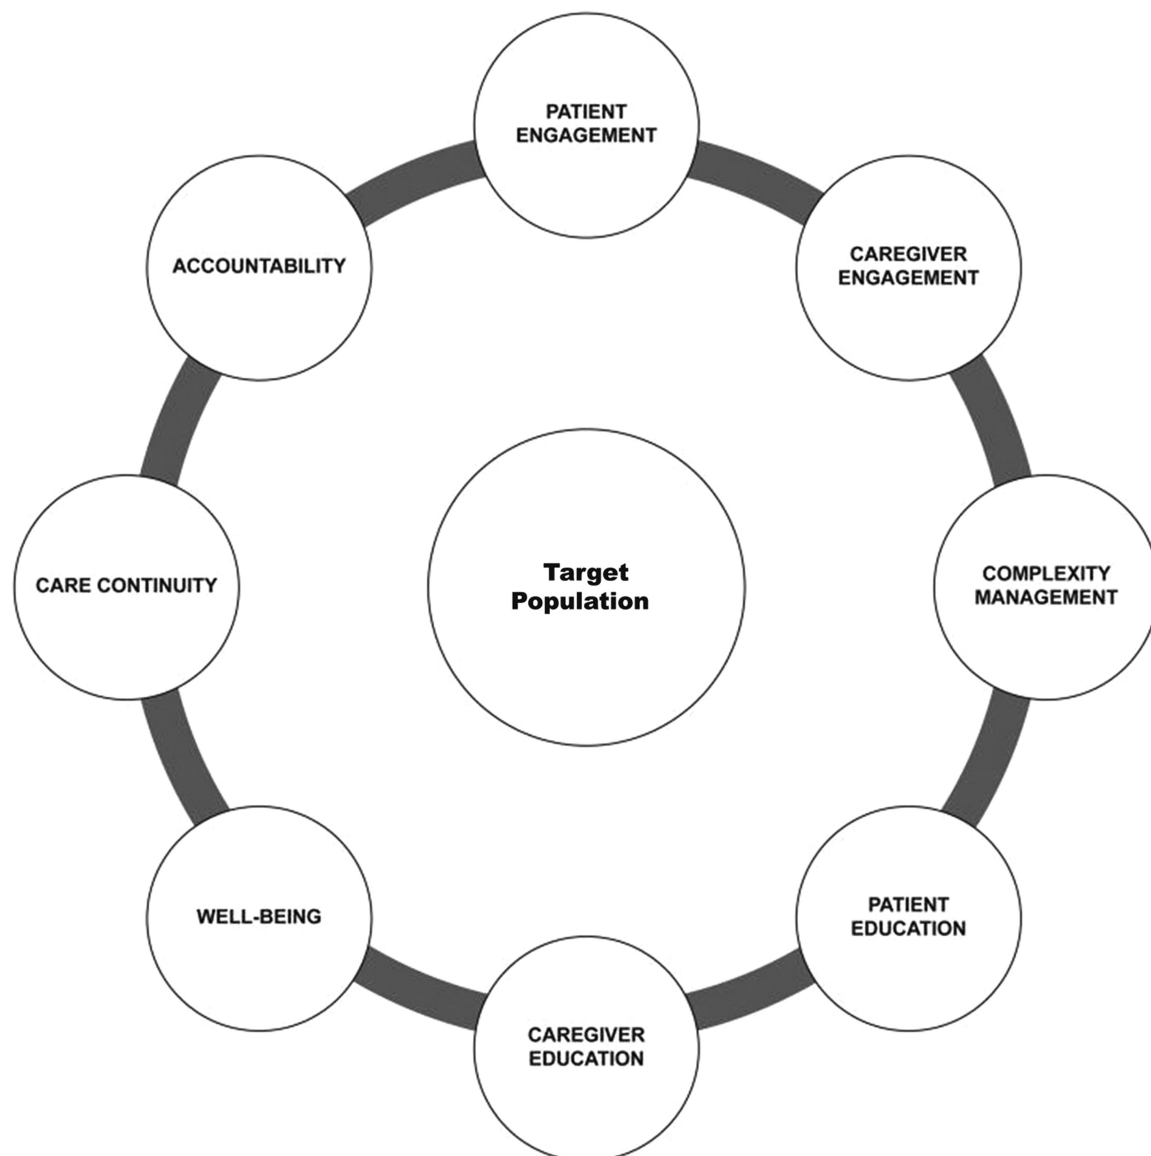 PATIENT
ENGAGEMENT
ACCOUNTABILITY
CAREGIVER
ENGAGEMENT
CARE CONTINUITY
Target
Population
COMPLEXITY
MANAGEMENT
WELL-BEING
PATIENT
EDUCATION
CAREGIVER
EDUCATION